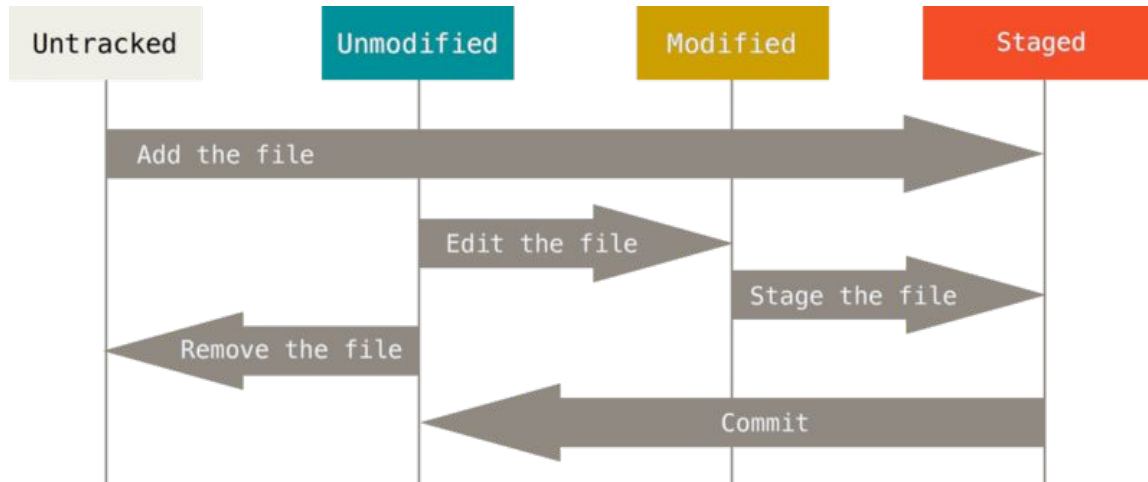 Untracked
Unmodified
Modified
Staged
Add the file
Edit the file
Stage the file
Remove the file
Commit